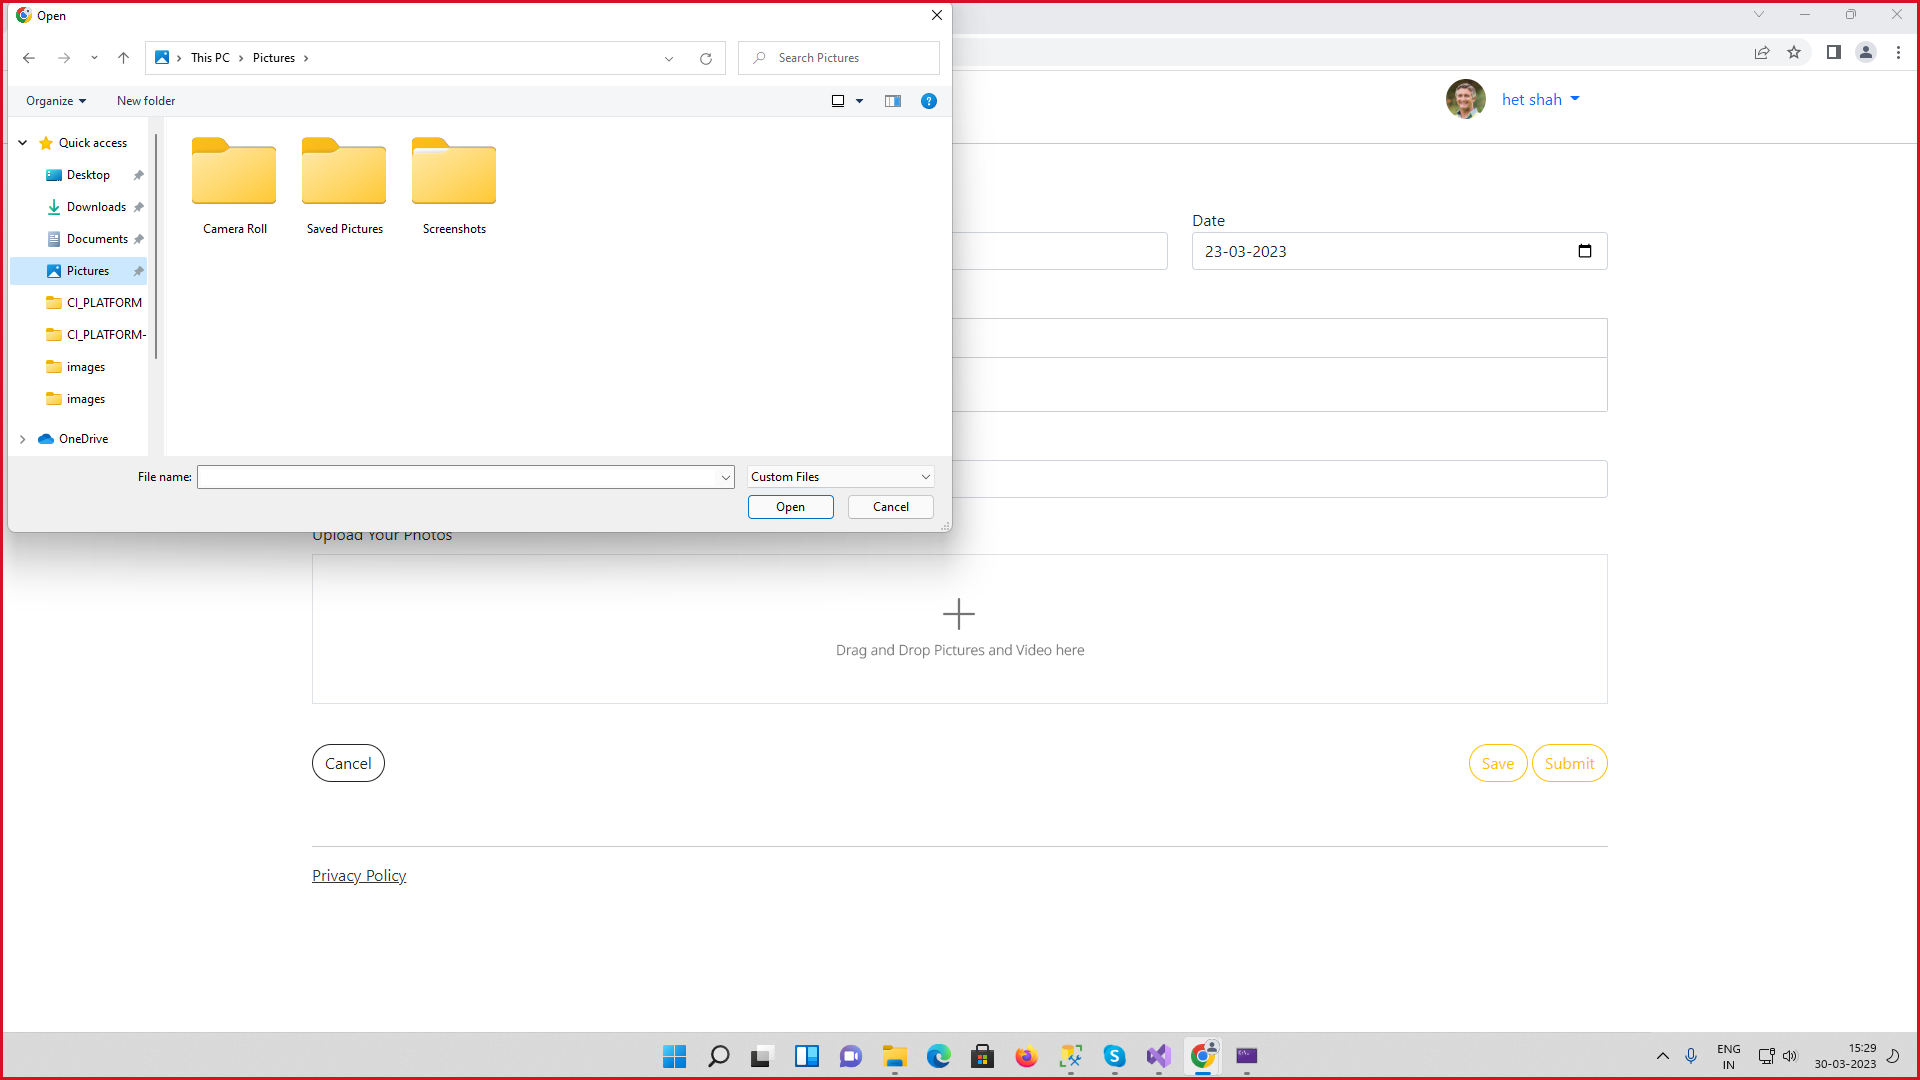 Open
This PC
Pictures
Search Pictures
Organize
New folder
Quick access
Desktop
Downloads
Documents
Pictures
CI_PLATFORM
CI_PLATFORM-
images
images
OneDrive
Camera Roll
Saved Pictures
Screenshots
File name:
Custom Files
Open
Cancel
het shah
Date
23-03-2023
Upload Your Photos
Drag and Drop Pictures and Video here
Cancel
Save
Submit
Privacy Policy
ENG
IN
15:29
30-03-2023